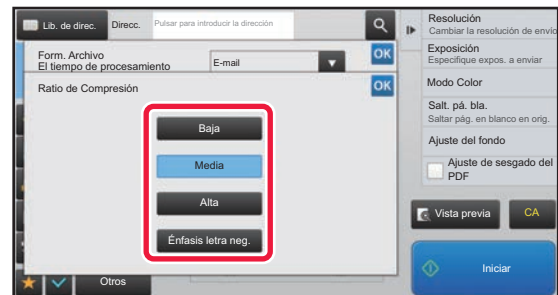 Lib. de direc.
Direcc.
Pulsar para introducir la dirección
Form. Archivo
El tiempo de procesamiento
E-mail
OK
Ratio de Compresión
OK
Baja
Media
Alta
Énfasis letra neg.
Otros
Resolución
Cambiar la resolución de envío
Exposición
Especifique expos. a enviar
Modo Color
Salt. pá. bla.
Saltar pág. en blanco en orig.
Ajuste del fondo
Ajuste de sesgado del
PDF
Vista previa
CA
Iniciar